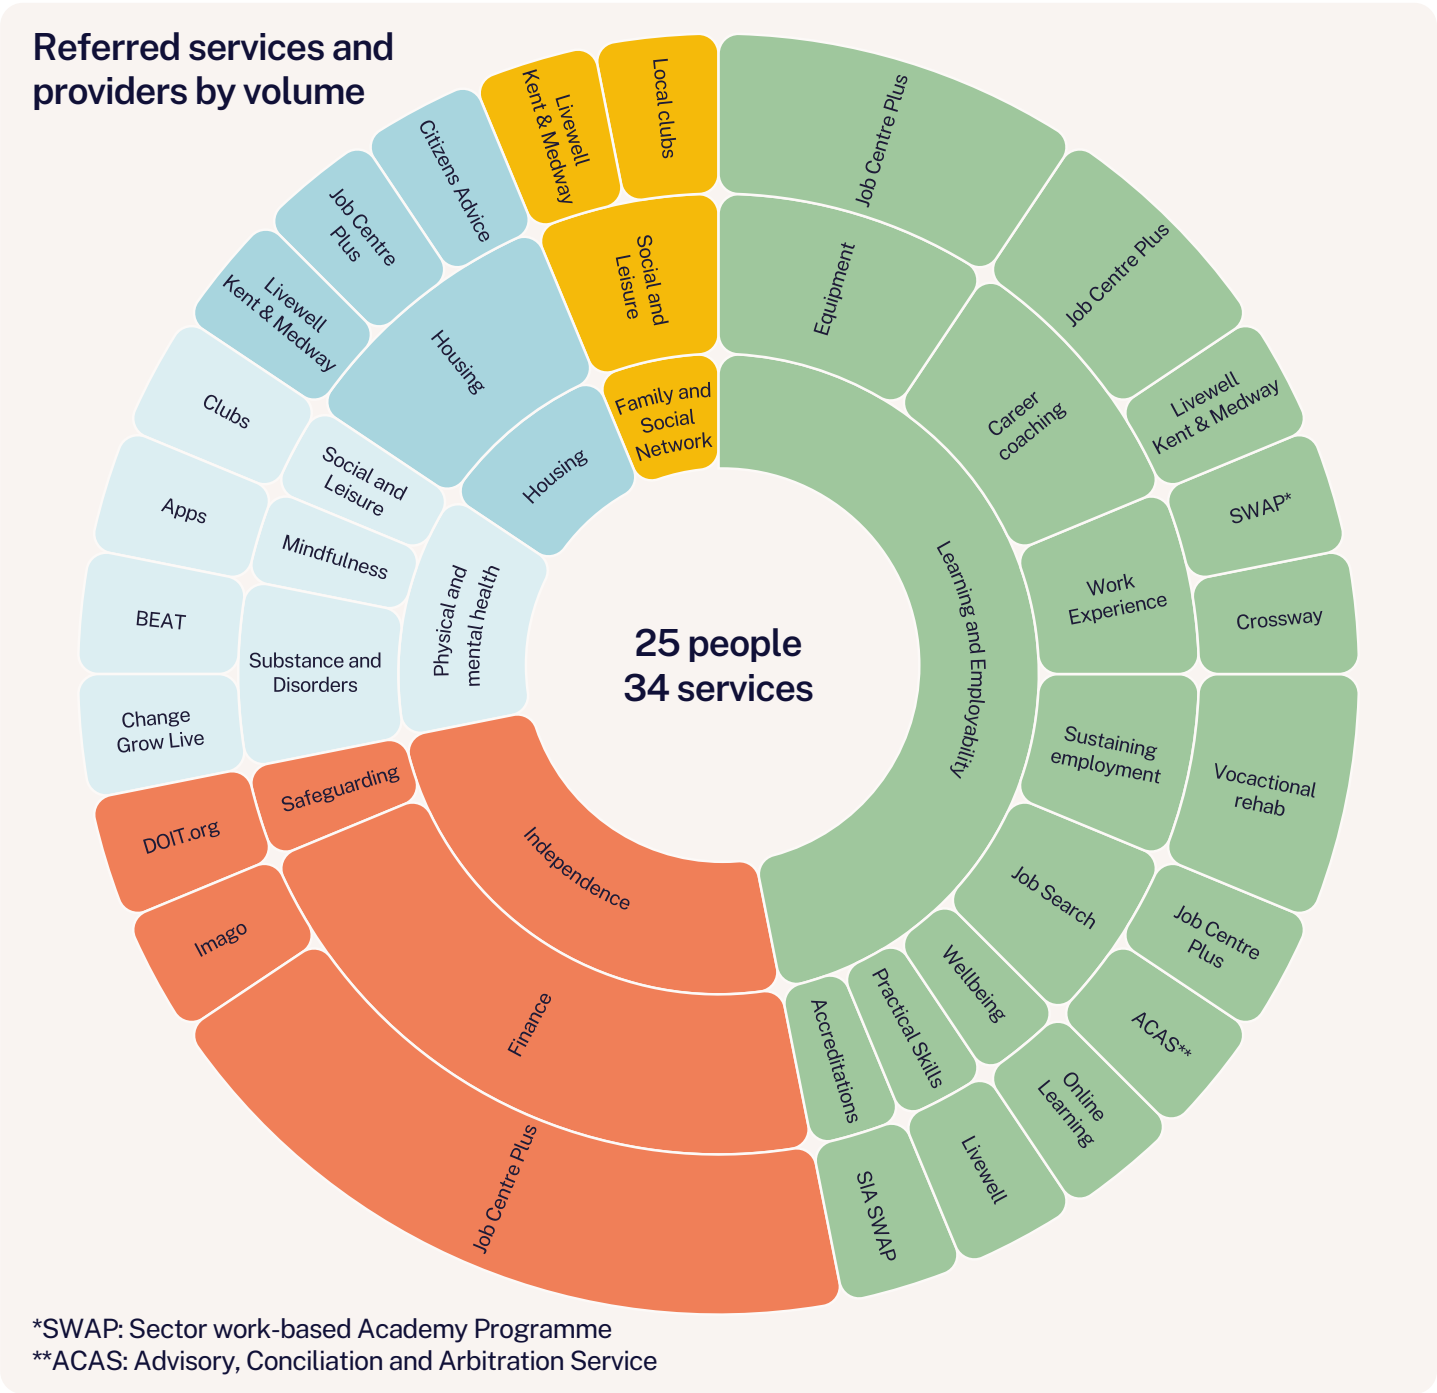 Referred services and
providers by volume
Job Centre Plus
Job Centre Plus
Livewell
Kent & Medway
SWAP*
Crossway
Vocactional
rehab
Job Centre
Plus
ACAS**
Online
Learning
Livewell
SIA SWAP
Job Centre Plus
Imago
DOIT.org
Change
Grow Live
BEAT
Apps
Clubs
Livewell
Kent & Medway
Job Centre
Plus
Citizens Advice
Livewell
Kent & Medway
Local clubs
Equipment
Career
coaching
Work
Experience
Sustaining
employment
Job Search
Wellbeing
Practical Skills
Accreditations
Finance
Safeguarding
Substance and
Disorders
Mindfulness
Social and
Leisure
Housing
Social and
Leisure
Learning and Employability
Independence
Physical and
mental health
Housing
Family and
Social
Network
25 people
34 services
*SWAP: Sector work-based Academy Programme
**ACAS: Advisory, Conciliation and Arbitration Service